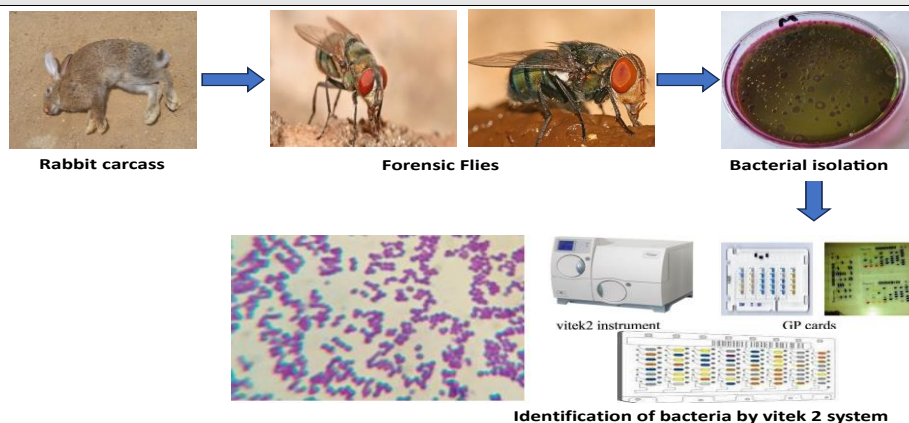 Rabbit carcass
Forensic Flies
Bacterial isolation
vitek2 instrument
GP cards
Identification of bacteria by vitek 2 system